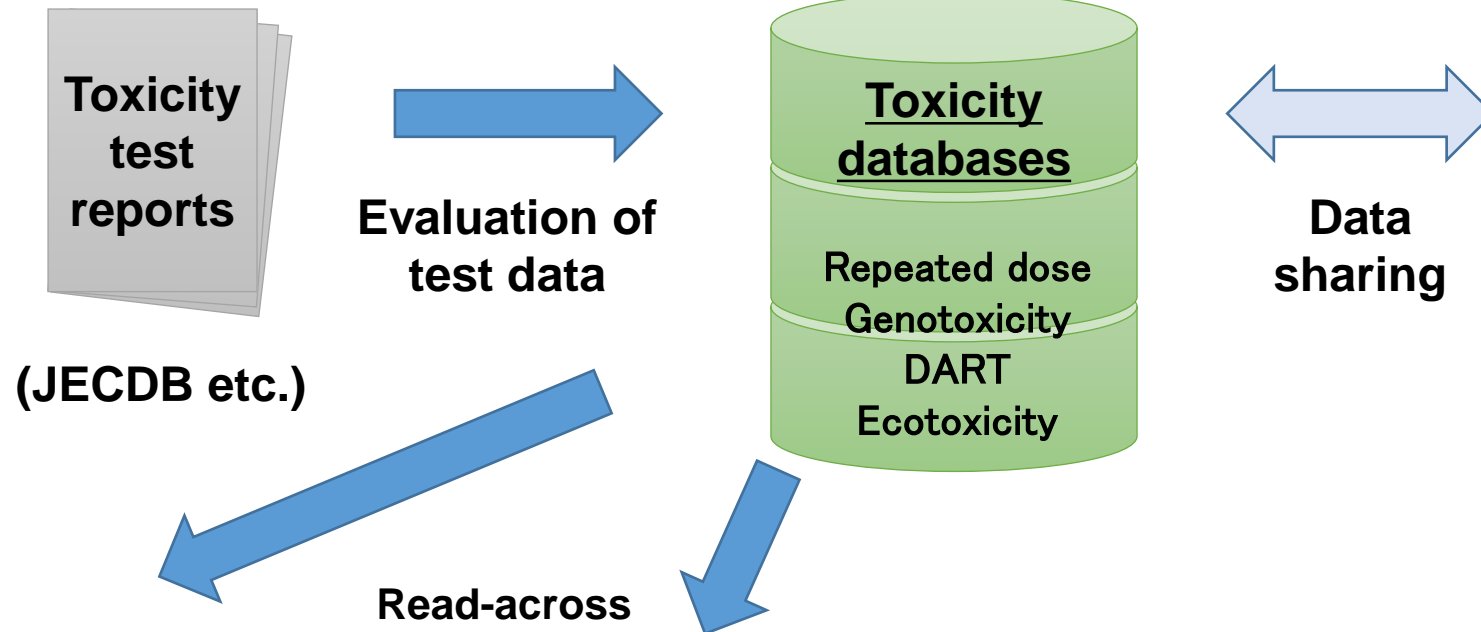 Toxicity
test
reports
(JECDB etc.)
Evaluation of
test data
Toxicity
databases
Repeated dose
Genotoxicity
DART
Ecotoxicity
Data
sharing
Read-across